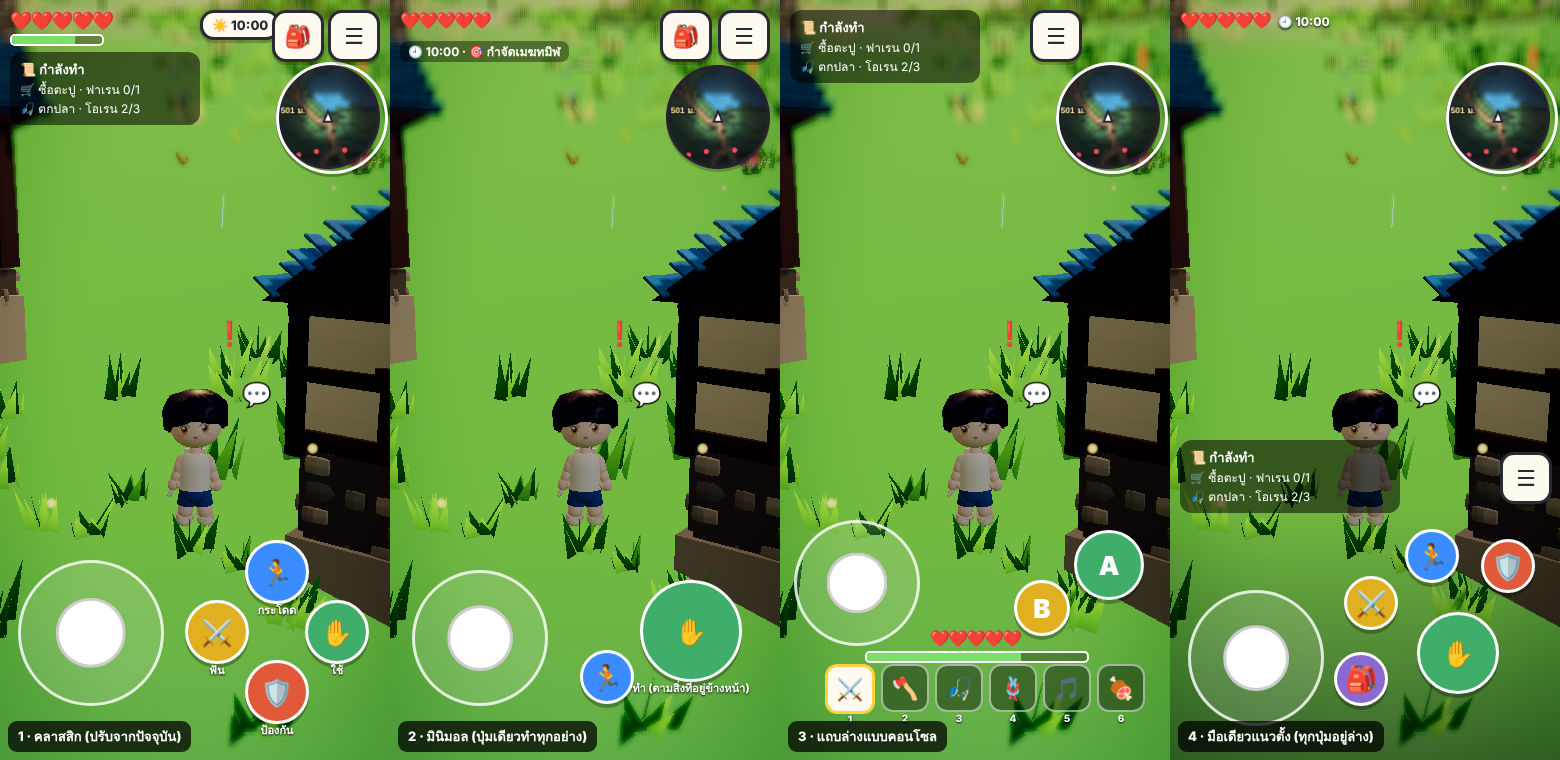 ☀️ 10:00
📜 กำลังทำ
🛒 ซื้อตะปู · ฟาเรน 0/1
🎣 ตกปลา · โอเรน 2/3
501 ม.
กระโดด
ฟัน
ใช้
ป้องกัน
1 · คลาสสิก (ปรับจากปัจจุบัน)
🕙 10:00 · 🎯 กำจัดเมฆทมิฬ
501 ม.
ทำ (ตามสิ่งที่อยู่ข้างหน้า)
2 · มินิมอล (ปุ่มเดียวทำทุกอย่าง)
📜 กำลังทำ
🛒 ซื้อตะปู · ฟาเรน 0/1
🎣 ตกปลา · โอเรน 2/3
501 ม.
A
B
1 2 3 4 5 6
3 · แถบล่างแบบคอนโซล
🕙 10:00
501 ม.
📜 กำลังทำ
🛒 ซื้อตะปู · ฟาเรน 0/1
🎣 ตกปลา · โอเรน 2/3
4 · มือเดียวแนวตั้ง (ทุกปุ่มอยู่ล่าง)